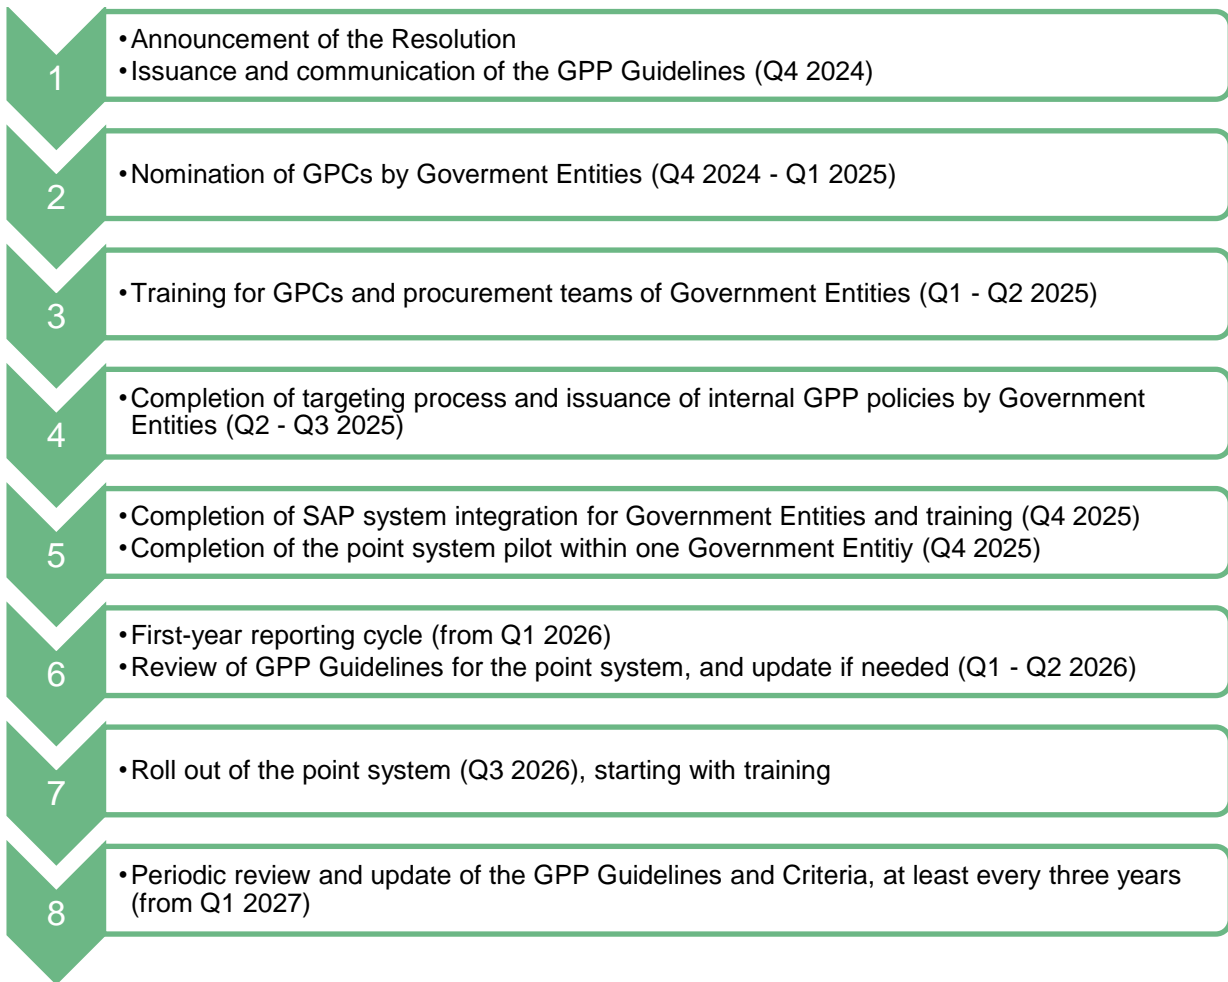 1
•Announcement of the Resolution
•Issuance and communication of the GPP Guidelines (Q4 2024)
2
•Nomination of GPCs by Goverment Entities (Q4 2024 - Q1 2025)
3
•Training for GPCs and procurement teams of Government Entities (Q1 - Q2 2025)
4
•Completion of targeting process and issuance of internal GPP policies by Government
Entities (Q2 - Q3 2025)
5
•Completion of SAP system integration for Government Entities and training (Q4 2025)
•Completion of the point system pilot within one Government Entitiy (Q4 2025)
6
•First-year reporting cycle (from Q1 2026)
•Review of GPP Guidelines for the point system, and update if needed (Q1 - Q2 2026)
7
•Roll out of the point system (Q3 2026), starting with training
8
•Periodic review and update of the GPP Guidelines and Criteria, at least every three years
(from Q1 2027)